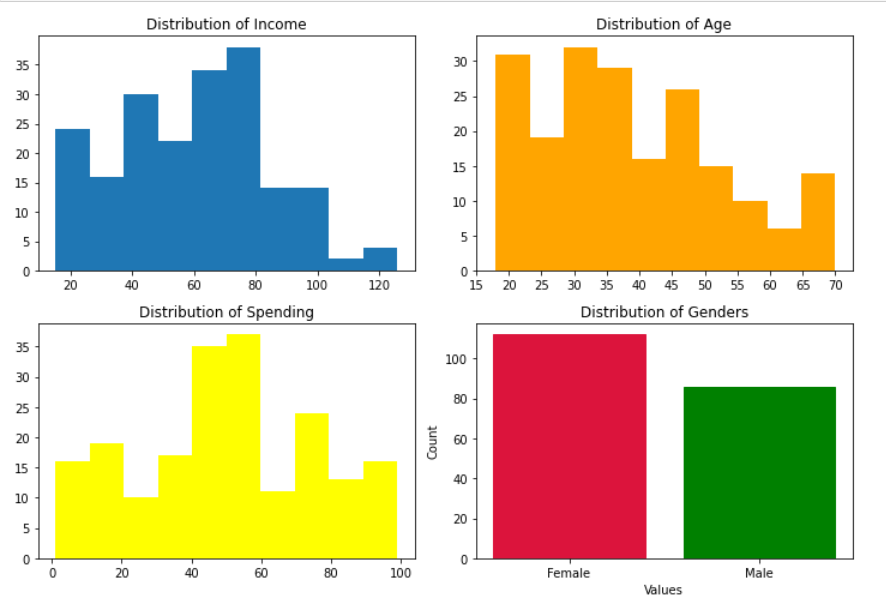 Distribution of Income
35
30
25
20
15
10
5
0
20 40 60 80 100 120
Distribution of Age
30
25
20
15
10
5
0
15 20 25 30 35 40 45 50 55 60 65 70
Distribution of Spending
35
30
25
20
15
10
5
0
0 20 40 60 80 100
Distribution of Genders
Count
100
80
60
40
20
0
Female Male
Values